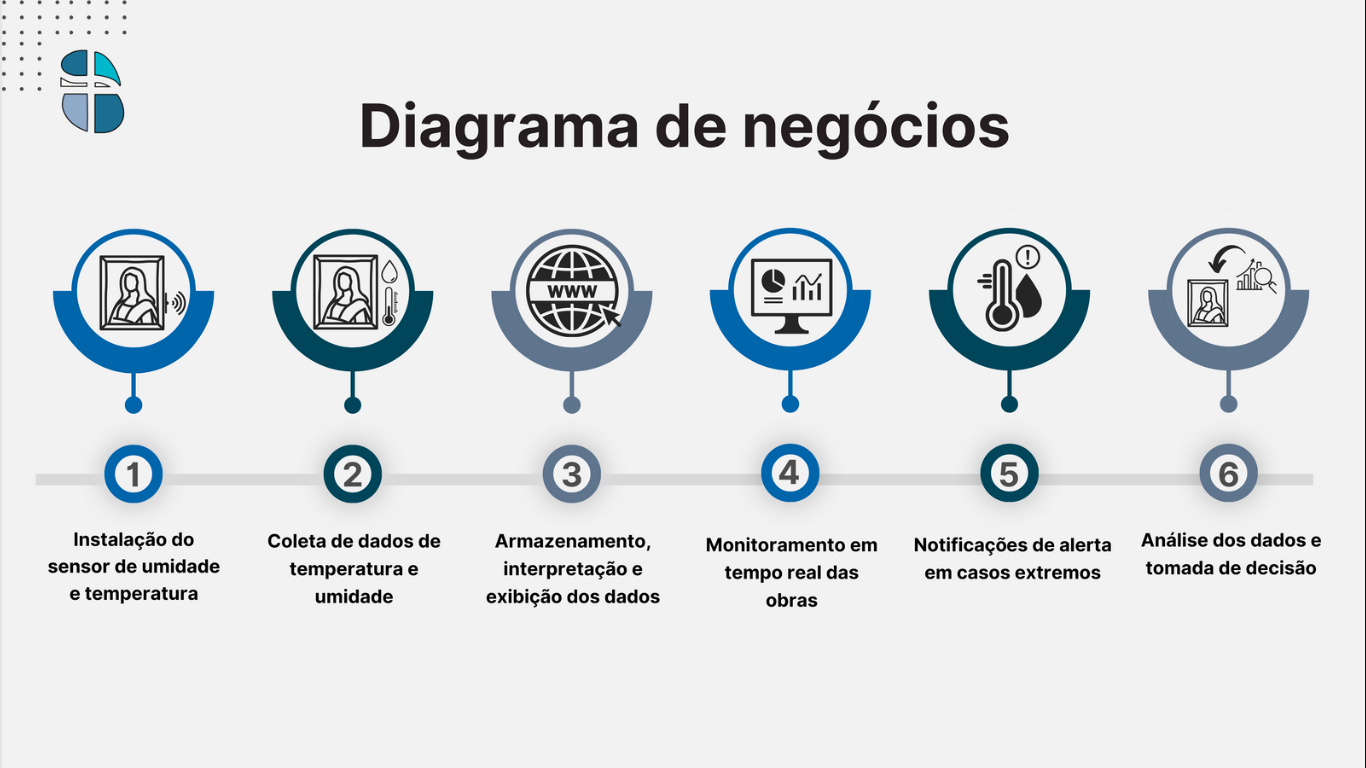 Diagrama de negócios
WWW
!
1
2
3
4
5
6
Instalação do
sensor de umidade
e temperatura
Coleta de dados de
temperatura e
umidade
Armazenamento,
interpretação e
exibição dos dados
Monitoramento em
tempo real das
obras
Notificações de alerta
em casos extremos
Análise dos dados e
tomada de decisão